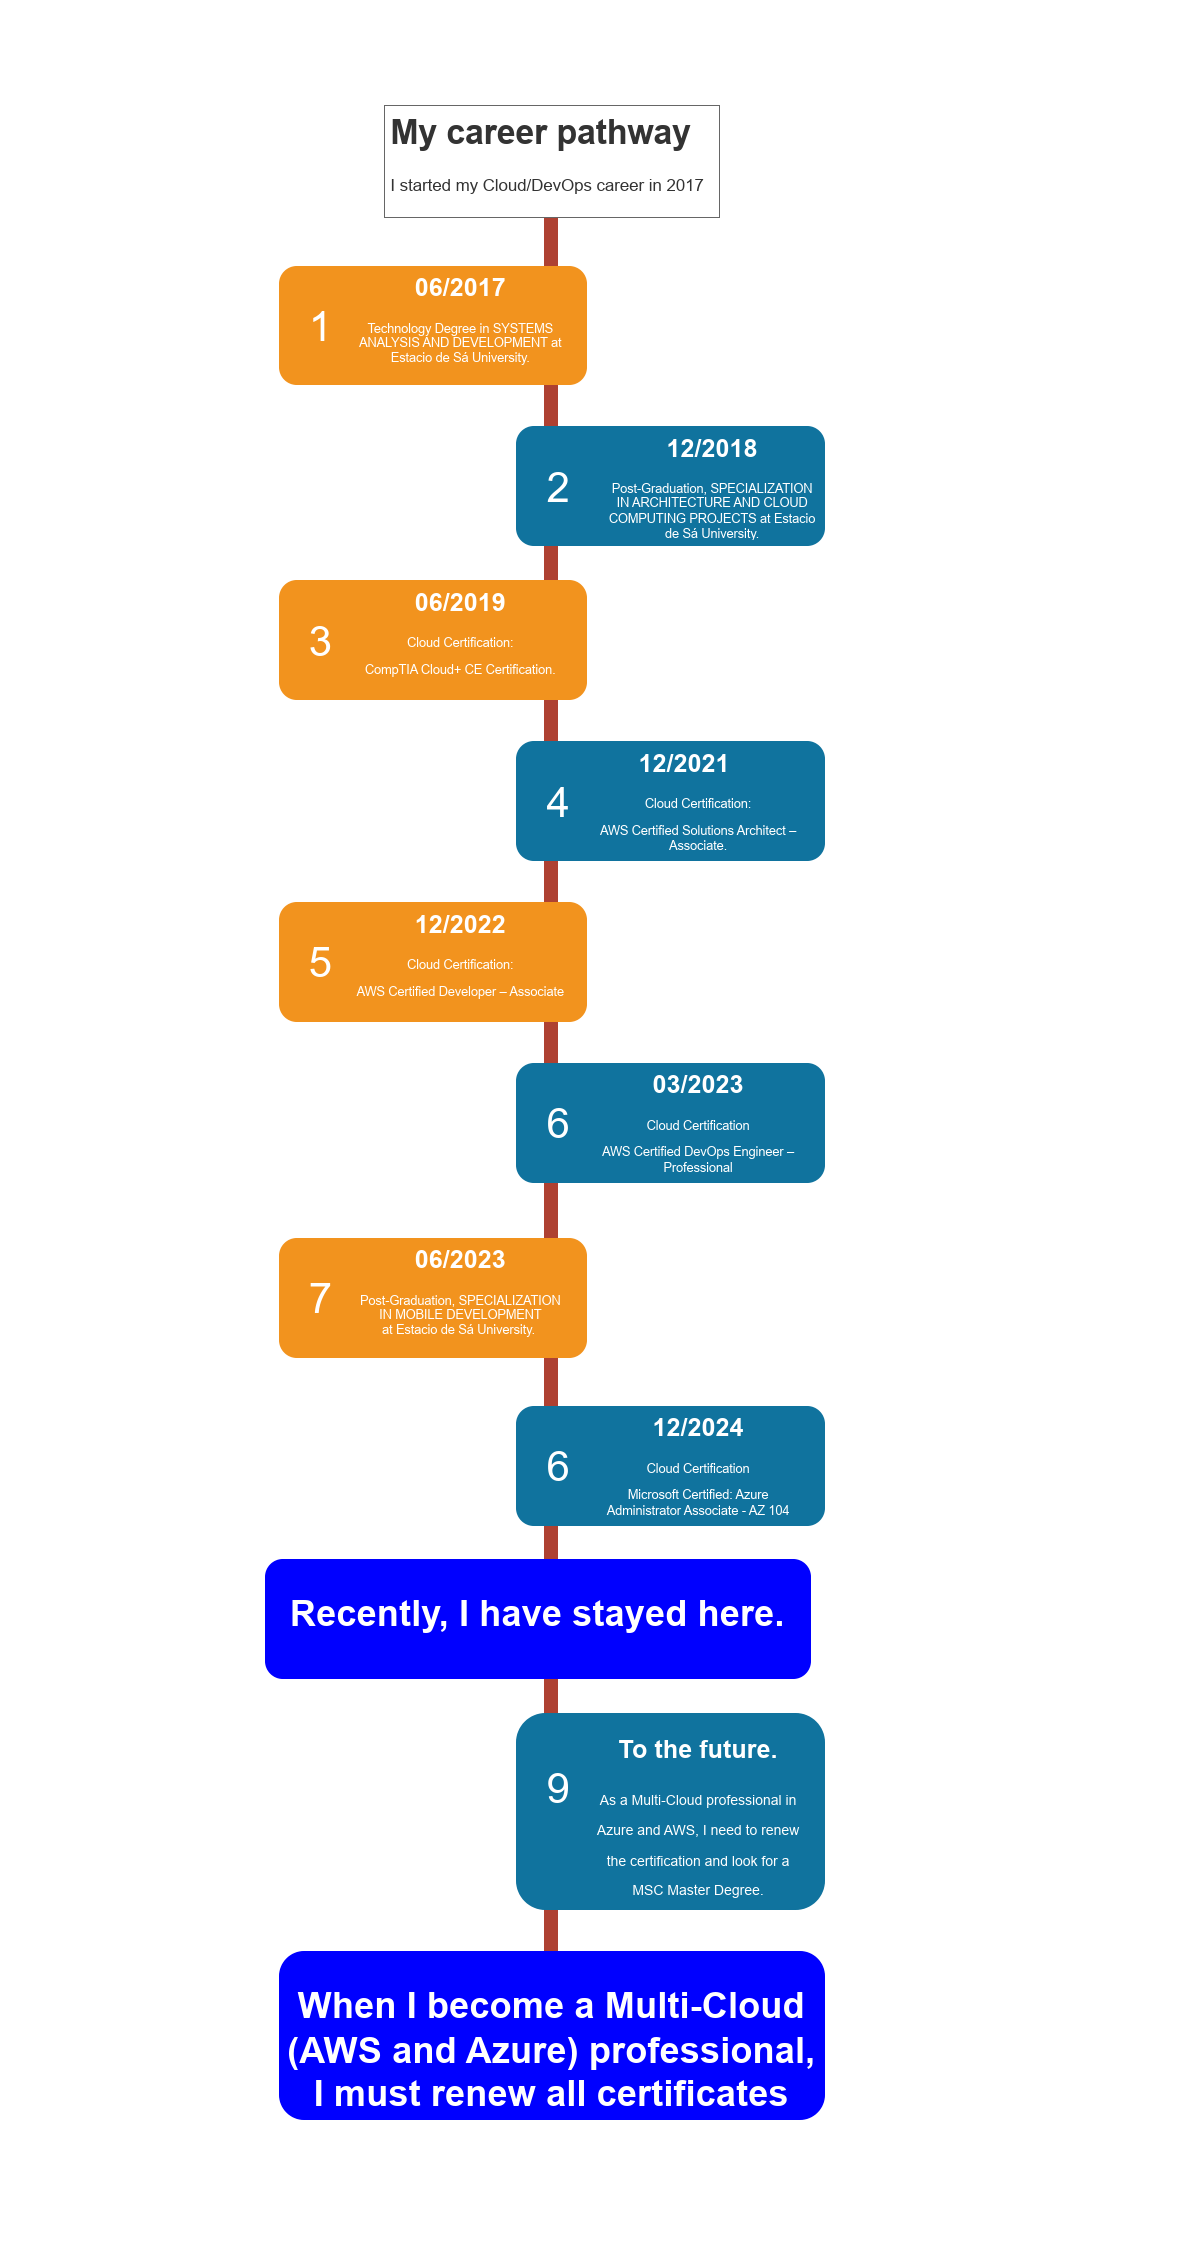 My career pathway
I started my Cloud/DevOps career in 2017
06/2017
1
Technology Degree in SYSTEMS
ANALYSIS AND DEVELOPMENT at
Estacio de Sá University.
12/2018
2
Post-Graduation, SPECIALIZATION
IN ARCHITECTURE AND CLOUD
COMPUTING PROJECTS at Estacio
de Sá University.
06/2019
3
Cloud Certification:
CompTIA Cloud+ CE Certification.
12/2021
4
Cloud Certification:
AWS Certified Solutions Architect –
Associate.
12/2022
5
Cloud Certification:
AWS Certified Developer – Associate
03/2023
6
Cloud Certification
AWS Certified DevOps Engineer –
Professional
06/2023
7
Post-Graduation, SPECIALIZATION
IN MOBILE DEVELOPMENT
at Estacio de Sá University.
12/2024
6
Cloud Certification
Microsoft Certified: Azure
Administrator Associate - AZ 104
Recently, I have stayed here.
To the future.
9
As a Multi-Cloud professional in
Azure and AWS, I need to renew
the certification and look for a
MSC Master Degree.
When I become a Multi-Cloud
(AWS and Azure) professional,
I must renew all certificates